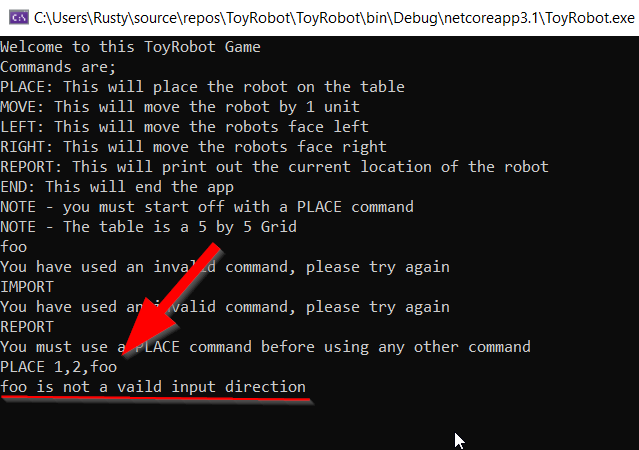 C:\Users\Rusty\source\repos\ToyRobot\ToyRobot\bin\Debug\netcoreapp3.1\ToyRobot.exe
Welcome to this ToyRobot Game
Commands are;
PLACE: This will place the robot on the table
MOVE: This will move the robot by 1 unit
LEFT: This will move the robots face left
RIGHT: This will move the robots face right
REPORT: This will print out the current location of the robot
END: This will end the app
NOTE - you must start off with a PLACE command
NOTE - The table is a 5 by 5 Grid
foo
You have used an invalid command, please try again
IMPORT
You have used an invalid command, please try again
REPORT
You must use a PLACE command before using any other command
PLACE 1,2,foo
foo is not a vaild input direction